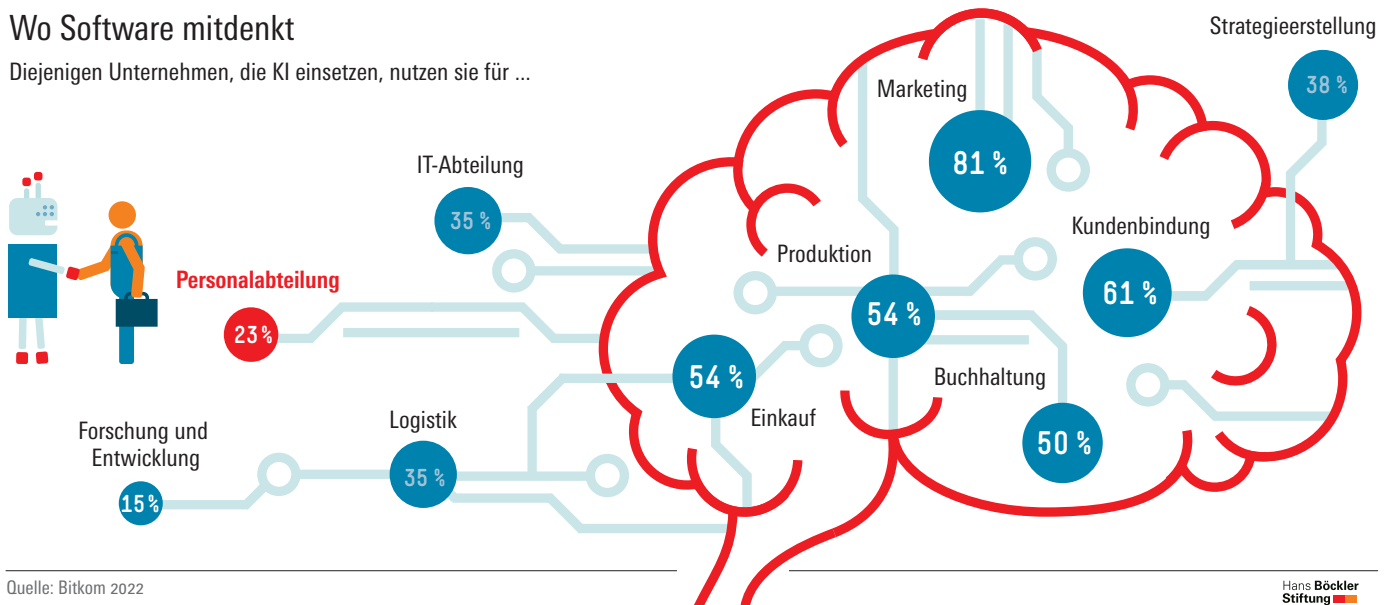 Wo Software mitdenkt
Diejenigen Unternehmen, die KI einsetzen, nutzen sie für ...
Strategieerstellung
38 %
Marketing
81 %
IT-Abteilung
35 %
Kundenbindung
61 %
Produktion
54 %
Personalabteilung
23 %
54 %
Einkauf
Buchhaltung
50 %
Logistik
35 %
Forschung und
Entwicklung
15 %
Quelle: Bitkom 2022
Hans Böckler
Stiftung